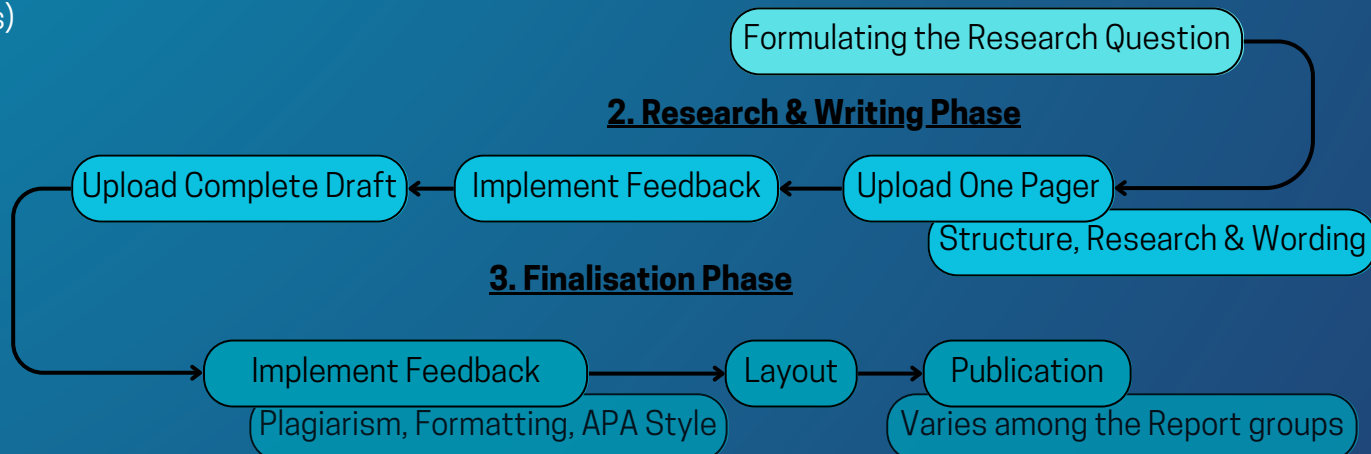 s)
Formulating the Research Question
2. Research & Writing Phase
Upload Complete Draft
Implement Feedback
Upload One Pager
Structure, Research & Wording
3. Finalisation Phase
Implement Feedback
Layout
Publication
Plagiarism, Formatting, APA Style
Varies among the Report groups